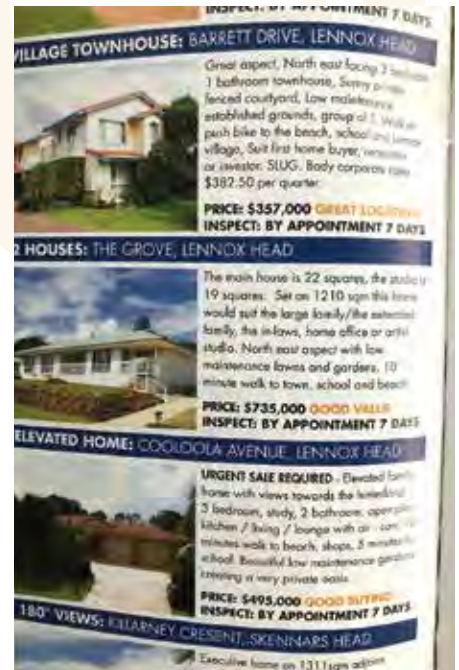 INSPECT: BY APPOINTMENT 7 DAYS
VILLAGE TOWNHOUSE: BARRETT DRIVE, LENNOX HEAD
Great aspect, North east facing 3
1 bathroom townhouse, Sunny
fenced courtyard, Low maintenance
established grounds, group of
push bike to the beach, school and
village, Suit first home buyer,
or investor. SLUG. Body corporate
$382.50 per quarter.
PRICE: $357,000 GREAT LOCATION
INSPECT: BY APPOINTMENT 7 DAYS
2 HOUSES: THE GROVE, LENNOX HEAD
The main house is 22 squares, the studio is
19 squares. Set on 1210 sqm this home
would suit the large family/the extended
family, the in-laws, home office or artist
studio. North east aspect with low
maintenance lawns and gardens. 10
minute walk to town, school and beach.
PRICE: $735,000 GOOD VALUE
INSPECT: BY APPOINTMENT 7 DAYS
ELEVATED HOME: COOLOOLA AVENUE, LENNOX HEAD
URGENT SALE REQUIRED - Elevated family
home with views towards the
3 bedroom, study, 2 bathroom, open plan
kitchen / living / lounge with air - con,
minutes walk to beach, shops, 5 minutes
school. Beautiful low maintenance gardens
creating a very private oasis.
PRICE: $495,000 GOOD BUYING
INSPECT: BY APPOINTMENT 7 DAYS
180° VIEWS: KILLARNEY CRESENT, SKENNARS HEAD
Executive home on 1311sqm adjoins